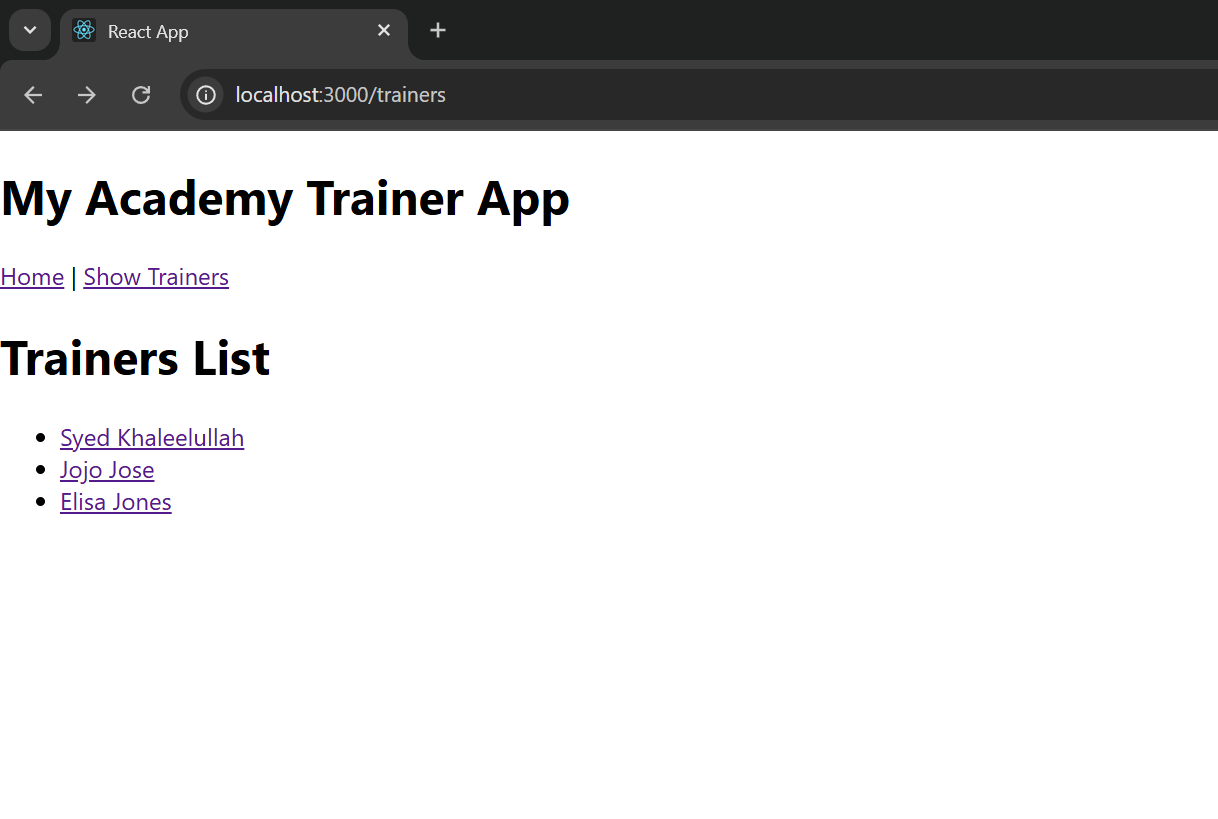 React App
localhost:3000/trainers
My Academy Trainer App
Home | Show Trainers
Trainers List
Syed Khaleelullah
Jojo Jose
Elisa Jones